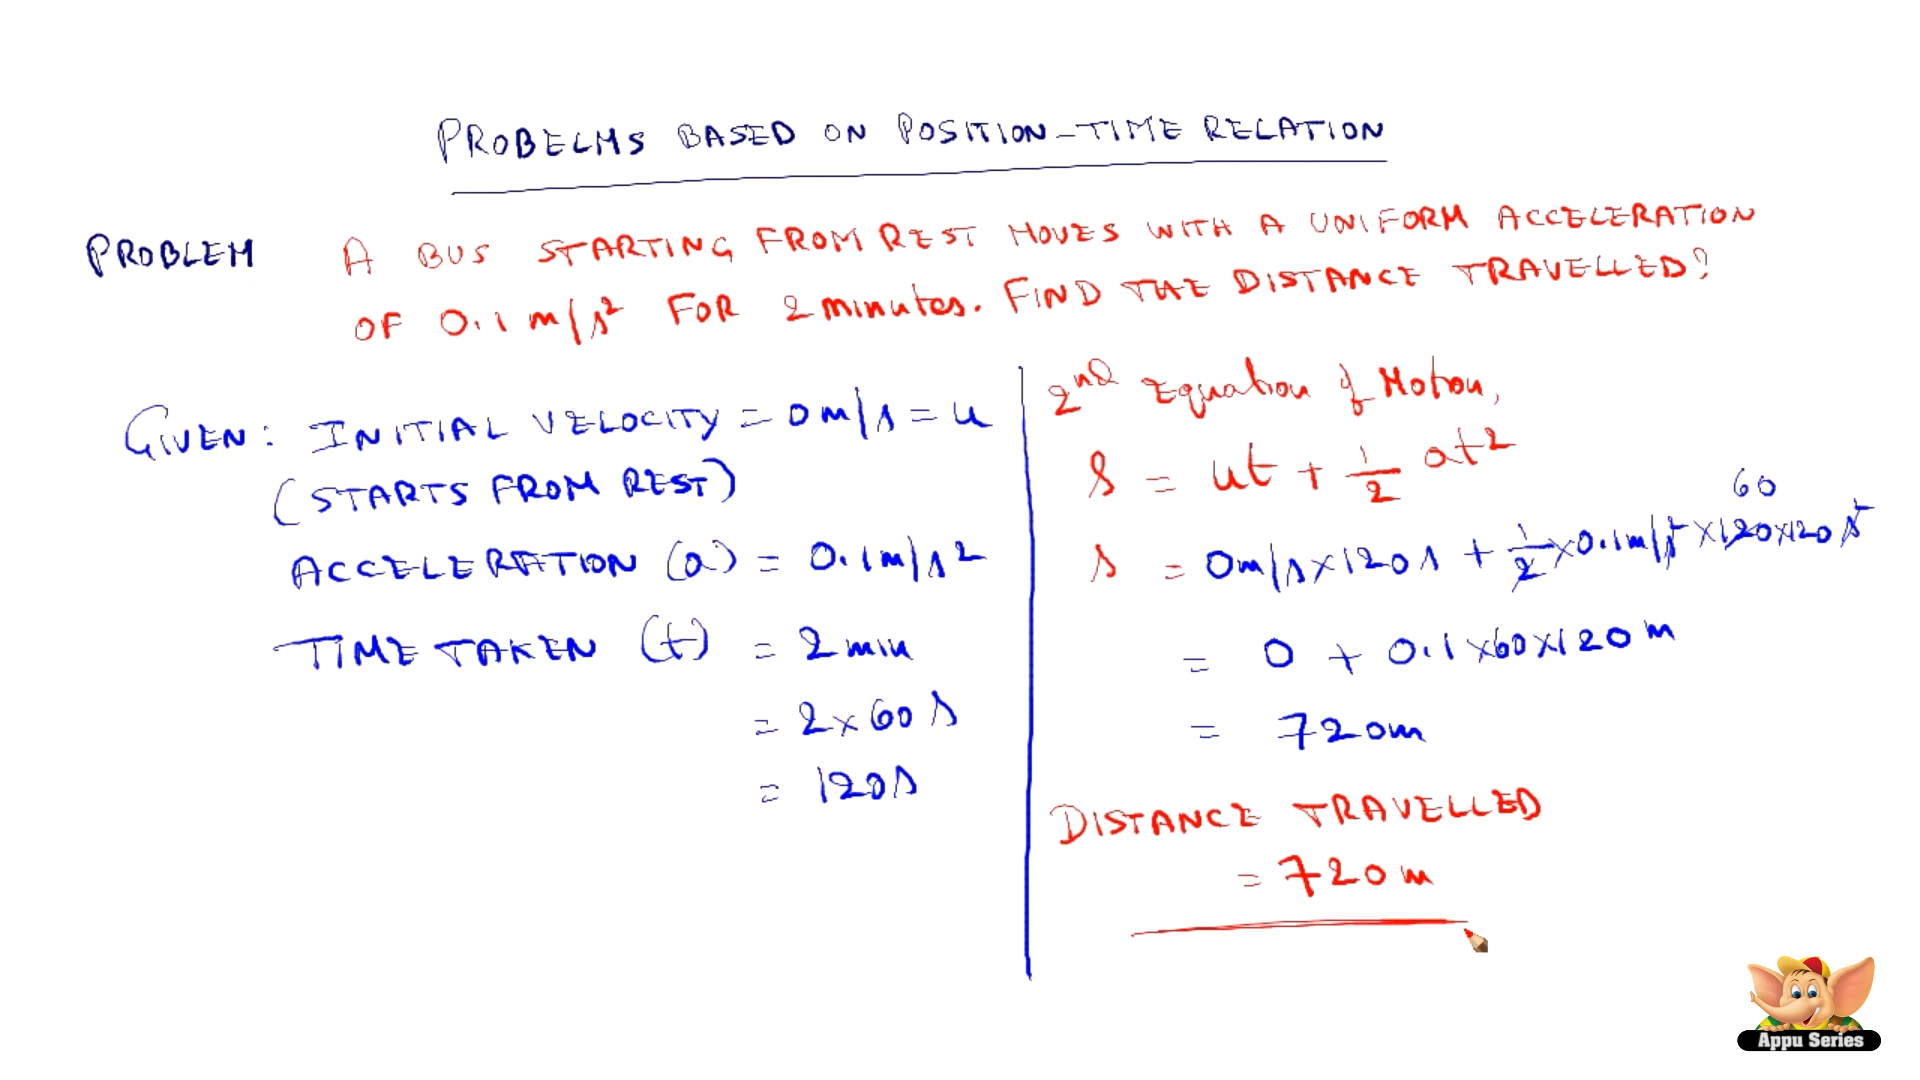 PROBELMS BASED ON POSITION-TIME RELATION
PROBLEM A BUS STARTING FROM REST MOVES WITH A UNIFORM ACCELERATION
OF 0.1 m/s² FOR 2 minutes. FIND THE DISTANCE TRAVELLED?
GIVEN: INITIAL VELOCITY = 0 m/s = u
(STARTS FROM REST)
ACCELERATION (a) = 0.1 m/s²
TIME TAKEN (t) = 2 min
= 2 × 60 s
= 120 s
2nd Equation of Motion,
S = ut + 1/2 at²
60
s = 0 m/s × 120 s + 1/2 × 0.1 m/s² × 120 × 120 s²
= 0 + 0.1 × 60 × 120 m
= 720 m
DISTANCE TRAVELLED
= 720 m
Appu Series